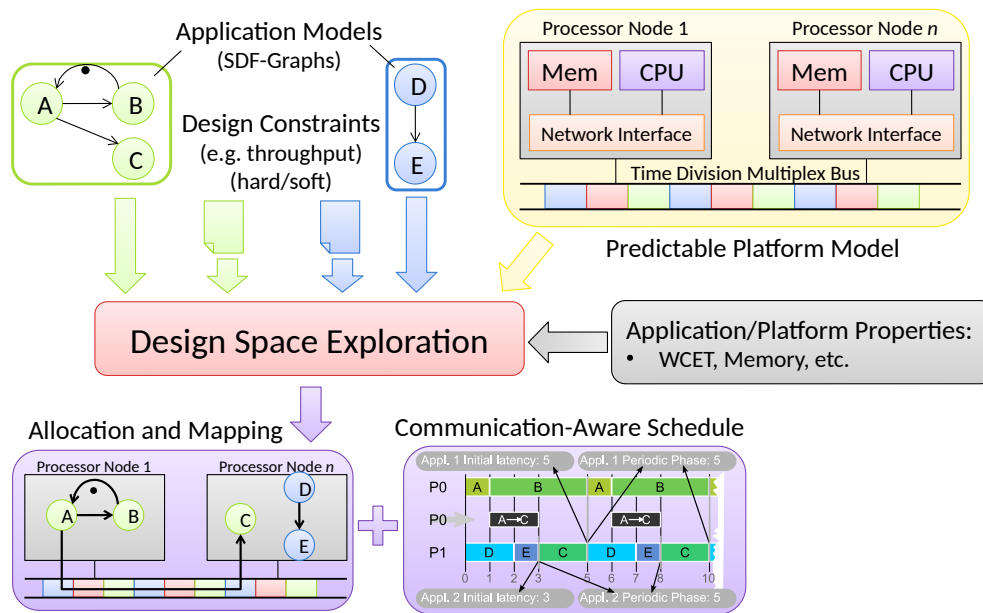 Application Models
(SDF-Graphs)
A
B
C
D
E
Design Constraints
(e.g. throughput)
(hard/soft)
Processor Node 1
Mem
CPU
Network Interface
Processor Node n
Mem
CPU
Network Interface
Time Division Multiplex Bus
Predictable Platform Model
Design Space Exploration
Application/Platform Properties:
• WCET, Memory, etc.
Allocation and Mapping
Processor Node 1
A
B
Processor Node n
D
C
E
Communication-Aware Schedule
Appl. 1 Initial latency: 5
Appl. 1 Periodic Phase: 5
P0 A B A B
P0 A→C A→C
P1 D E C D E C
0 1 2 3 5 6 7 8 10
Appl. 2 Initial latency: 3
Appl. 2 Periodic Phase: 5